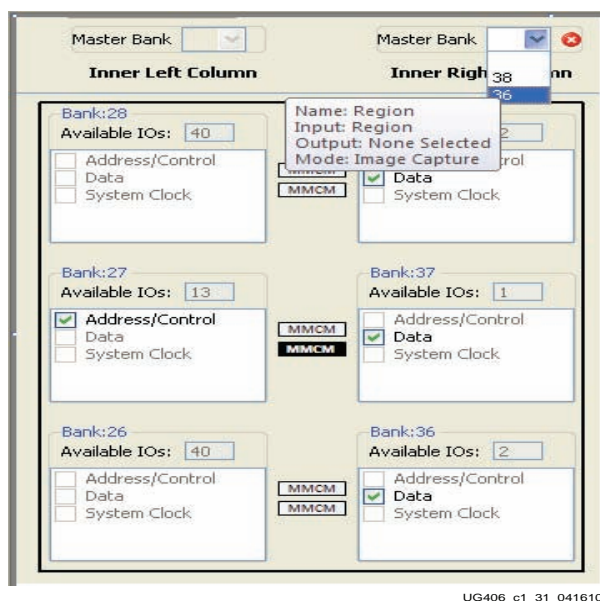 Master Bank
Master Bank
38
36
Inner Left Column
Inner Righ nn
Name: Region
Input: Region
Output: None Selected
Mode: Image Capture
Bank:28
Available IOs: 40
Address/Control
Data
System Clock
MMCM
2
rol
Data
System Clock
Bank:27
Available IOs: 13
Address/Control
Data
System Clock
MMCM
MMCM
Bank:37
Available IOs: 1
Address/Control
Data
System Clock
Bank:26
Available IOs: 40
Address/Control
Data
System Clock
MMCM
MMCM
Bank:36
Available IOs: 2
Address/Control
Data
System Clock
UG406_c1_31_041610